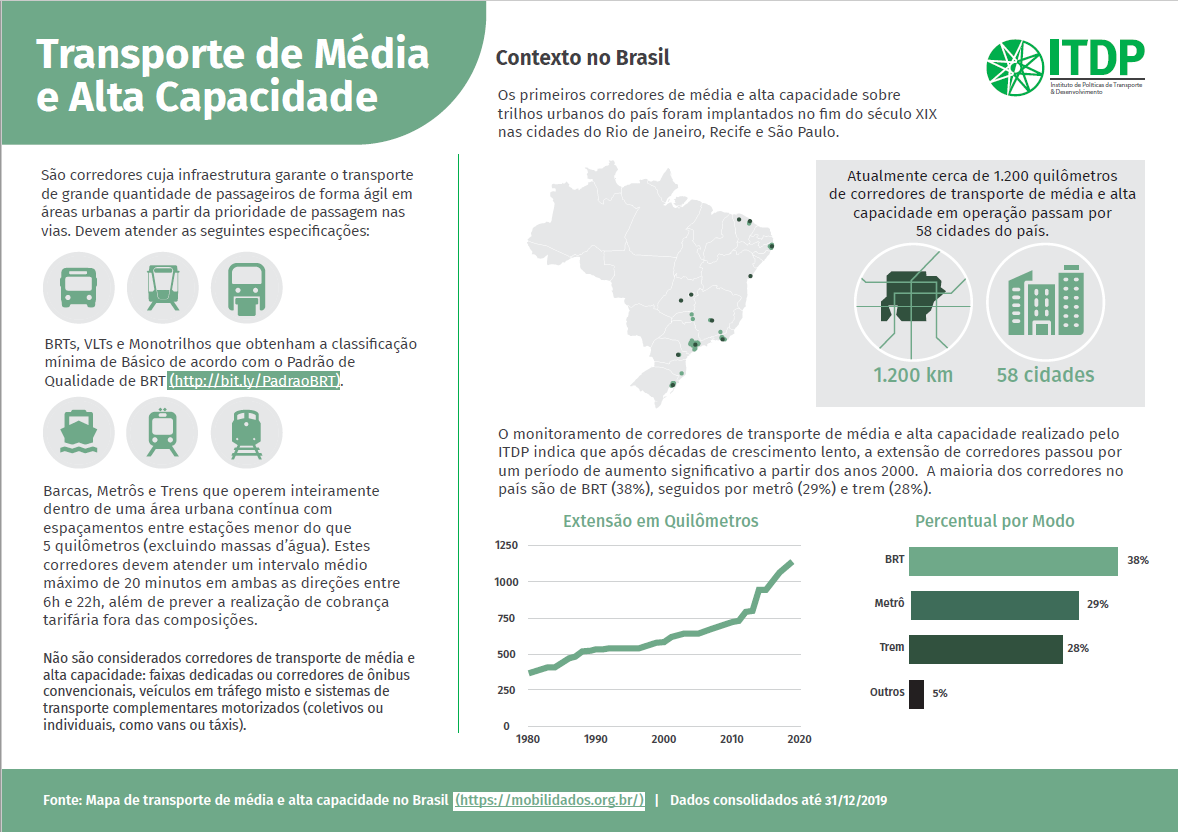 Transporte de Média
e Alta Capacidade
São corredores cuja infraestrutura garante o transporte
de grande quantidade de passageiros de forma ágil em
áreas urbanas a partir da prioridade de passagem nas
vias. Devem atender as seguintes especificações:
BRTs, VLTs e Monotrilhos que obtenham a classificação
mínima de Básico de acordo com o Padrão de
Qualidade de BRT (http://bit.ly/PadraoBRT).
Barcas, Metrôs e Trens que operem inteiramente
dentro de uma área urbana contínua com
espaçamentos entre estações menor do que
5 quilômetros (excluindo massas d’água). Estes
corredores devem atender um intervalo médio
máximo de 20 minutos em ambas as direções entre
6h e 22h, além de prever a realização de cobrança
tarifária fora das composições.
Não são considerados corredores de transporte de média e
alta capacidade: faixas dedicadas ou corredores de ônibus
convencionais, veículos em tráfego misto e sistemas de
transporte complementares motorizados (coletivos ou
individuais, como vans ou táxis).
Contexto no Brasil
ITDP
Instituto de Políticas de Transporte
& Desenvolvimento
Os primeiros corredores de média e alta capacidade sobre
trilhos urbanos do país foram implantados no fim do século XIX
nas cidades do Rio de Janeiro, Recife e São Paulo.
Atualmente cerca de 1.200 quilômetros
de corredores de transporte de média e alta
capacidade em operação passam por
58 cidades do país.
1.200 km
58 cidades
O monitoramento de corredores de transporte de média e alta capacidade realizado pelo
ITDP indica que após décadas de crescimento lento, a extensão de corredores passou por
um período de aumento significativo a partir dos anos 2000. A maioria dos corredores no
país são de BRT (38%), seguidos por metrô (29%) e trem (28%).
Extensão em Quilômetros
1250
1000
750
500
250
0
1980 1990 2000 2010 2020
Percentual por Modo
BRT 38%
Metrô 29%
Trem 28%
Outros 5%
Fonte: Mapa de transporte de média e alta capacidade no Brasil (https://mobilidados.org.br/) | Dados consolidados até 31/12/2019